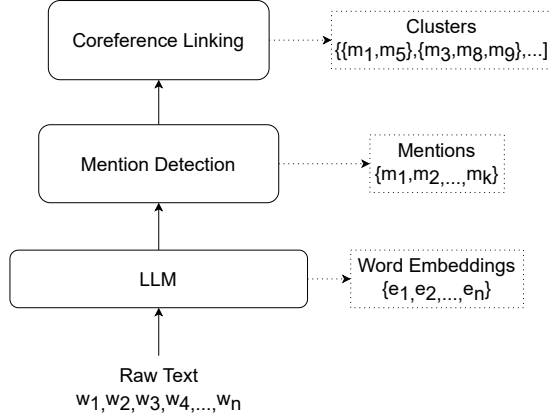 Coreference Linking
Clusters
{{m1,m5},{m3,m8,m9},...]
Mention Detection
Mentions
{m1,m2,...,mk}
LLM
Word Embeddings
{e1,e2,...,en}
Raw Text
w1,w2,w3,w4,...,wn